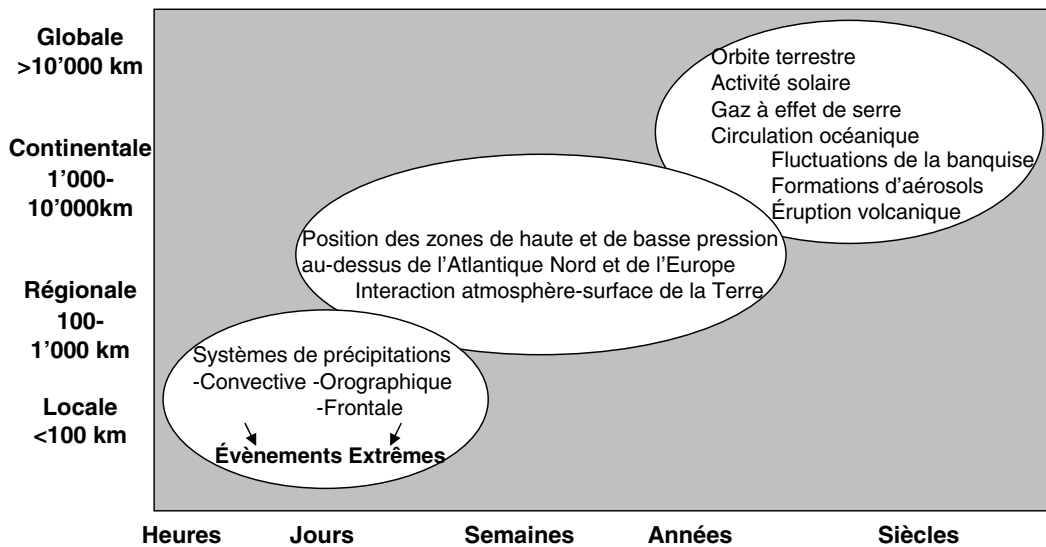 Globale
>10’000 km
Continentale
1’000-
10’000km
Régionale
100-
1’000 km
Locale
<100 km
Orbite terrestre
Activité solaire
Gaz à effet de serre
Circulation océanique
Fluctuations de la banquise
Formations d’aérosols
Éruption volcanique
Position des zones de haute et de basse pression
au-dessus de l’Atlantique Nord et de l’Europe
Interaction atmosphère-surface de la Terre
Systèmes de précipitations
-Convective -Orographique
-Frontale
Évènements Extrêmes
Heures Jours Semaines Années Siècles